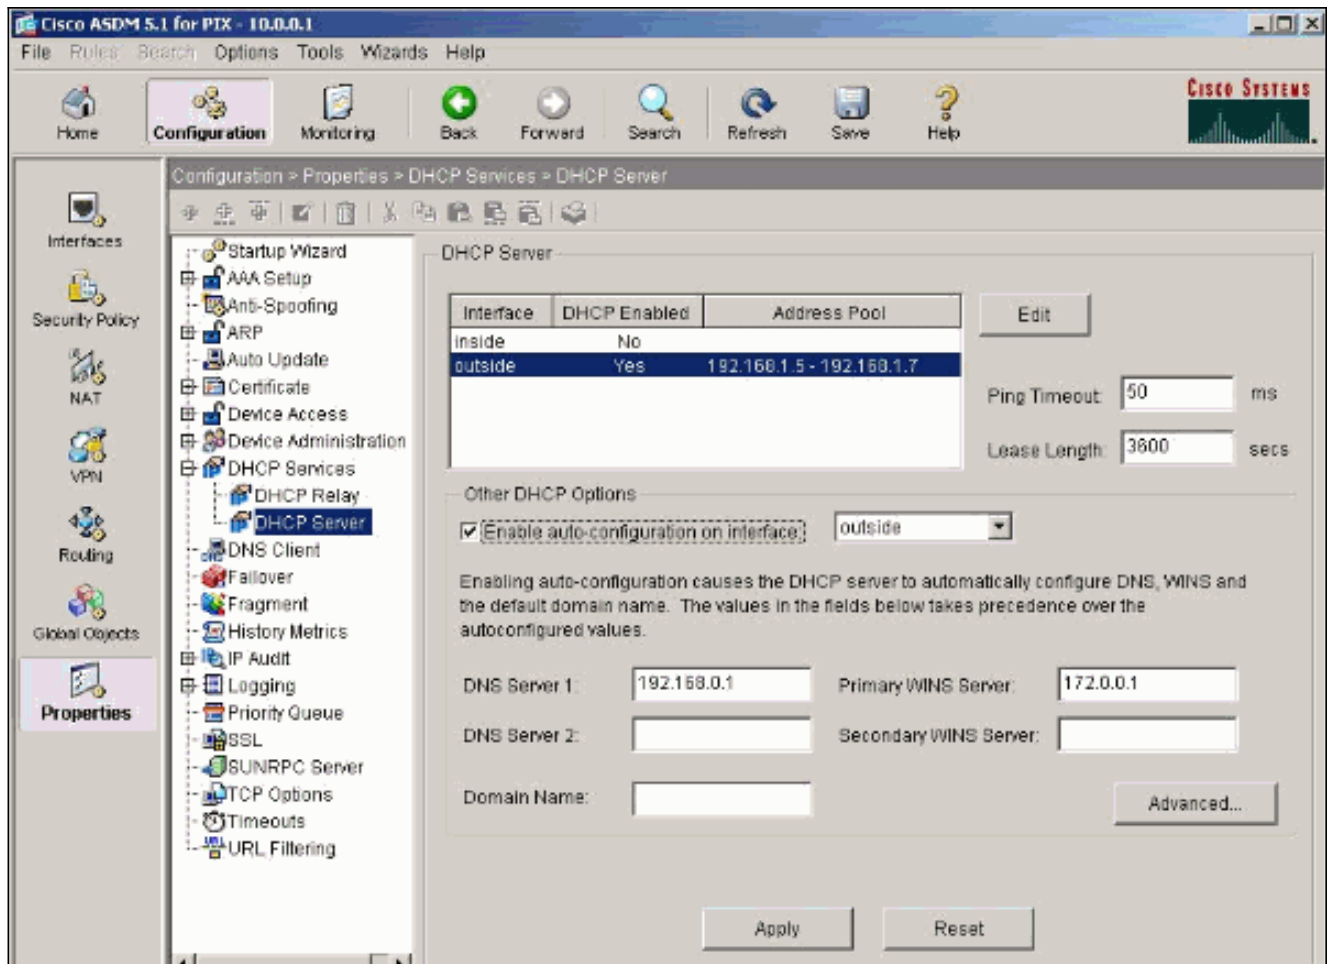 Cisco ASDM 5.1 for PIX - 10.0.0.1
File Rules Search Options Tools Wizards Help
Home Configuration Monitoring Back Forward Search Refresh Save Help
CISCO SYSTEMS
Configuration > Properties > DHCP Services > DHCP Server
Interfaces
Security Policy
NAT
VPN
Routing
Global Objects
Properties
Startup Wizard
AAA Setup
Anti-Spoofing
ARP
Auto Update
Certificate
Device Access
Device Administration
DHCP Services
DHCP Relay
DHCP Server
DNS Client
Failover
Fragment
History Metrics
IP Audit
Logging
Priority Queue
SSL
SUNRPC Server
TCP Options
Timeouts
URL Filtering
DHCP Server
Interface DHCP Enabled Address Pool
inside No
outside Yes 192.168.1.5 - 192.168.1.7
Edit
Ping Timeout: 50 ms
Lease Length: 3600 secs
Other DHCP Options
Enable auto-configuration on interface: outside
Enabling auto-configuration causes the DHCP server to automatically configure DNS, WINS and
the default domain name. The values in the fields below takes precedence over the
autoconfigured values.
DNS Server 1: 192.168.0.1 Primary WINS Server: 172.0.0.1
DNS Server 2: Secondary WINS Server:
Domain Name:
Advanced...
Apply Reset